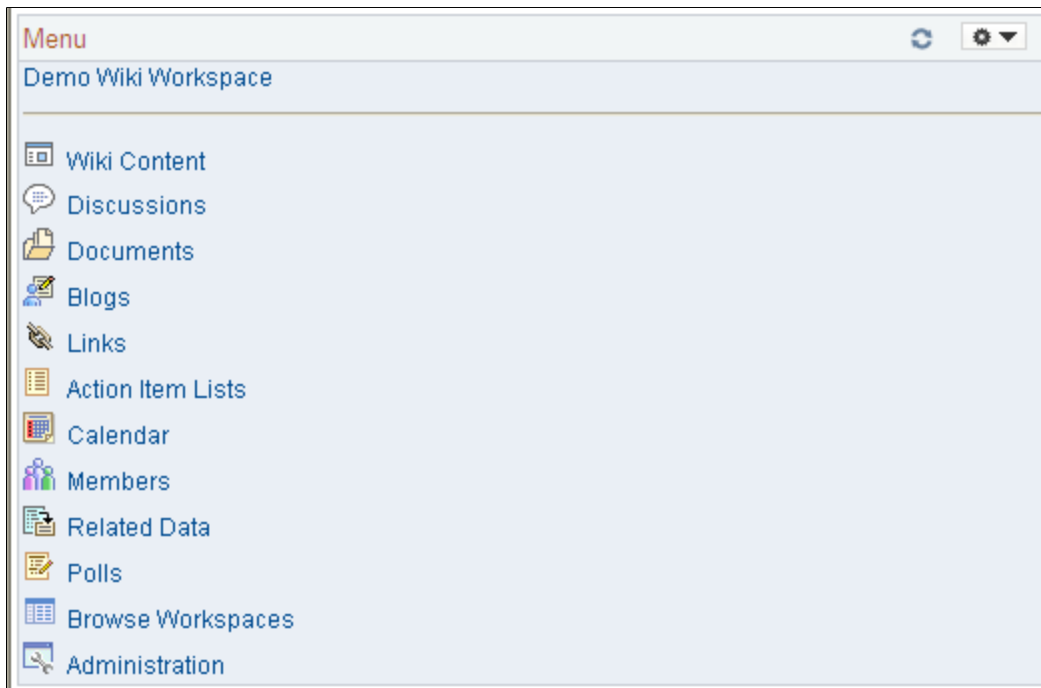 Menu
Demo Wiki Workspace
Wiki Content
Discussions
Documents
Blogs
Links
Action Item Lists
Calendar
Members
Related Data
Polls
Browse Workspaces
Administration